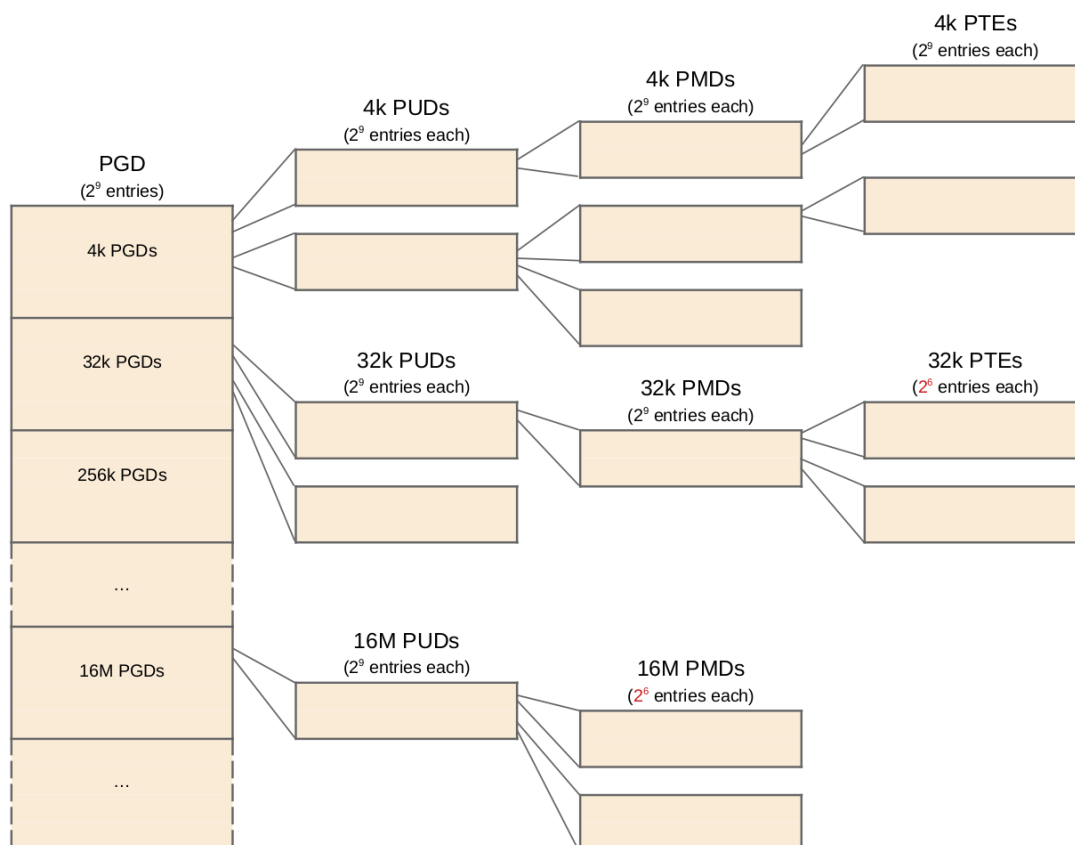 4k PTEs
(2⁹ entries each)
4k PMDs
(2⁹ entries each)
4k PUDs
(2⁹ entries each)
PGD
(2⁹ entries)
4k PGDs
32k PGDs
32k PUDs
(2⁹ entries each)
32k PMDs
(2⁹ entries each)
32k PTEs
(2⁶ entries each)
256k PGDs
...
16M PGDs
16M PUDs
(2⁹ entries each)
16M PMDs
(2⁶ entries each)
...